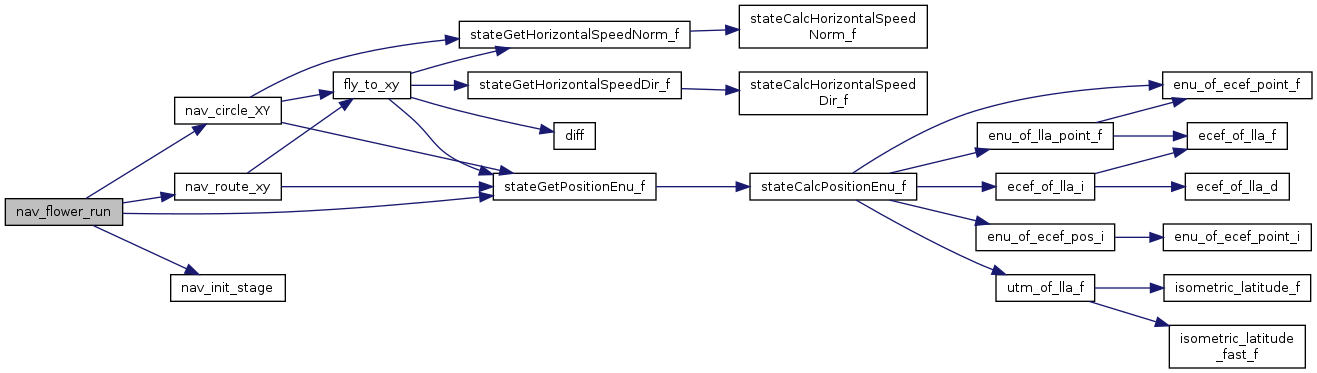 nav_flower_run
nav_circle_XY
nav_route_xy
nav_init_stage
fly_to_xy
stateGetHorizontalSpeedNorm_f
stateGetHorizontalSpeedDir_f
diff
stateGetPositionEnu_f
stateCalcHorizontalSpeed
Norm_f
stateCalcHorizontalSpeed
Dir_f
stateCalcPositionEnu_f
enu_of_lla_point_f
ecef_of_lla_i
enu_of_ecef_pos_i
utm_of_lla_f
enu_of_ecef_point_f
ecef_of_lla_f
ecef_of_lla_d
enu_of_ecef_point_i
isometric_latitude_f
isometric_latitude
_fast_f